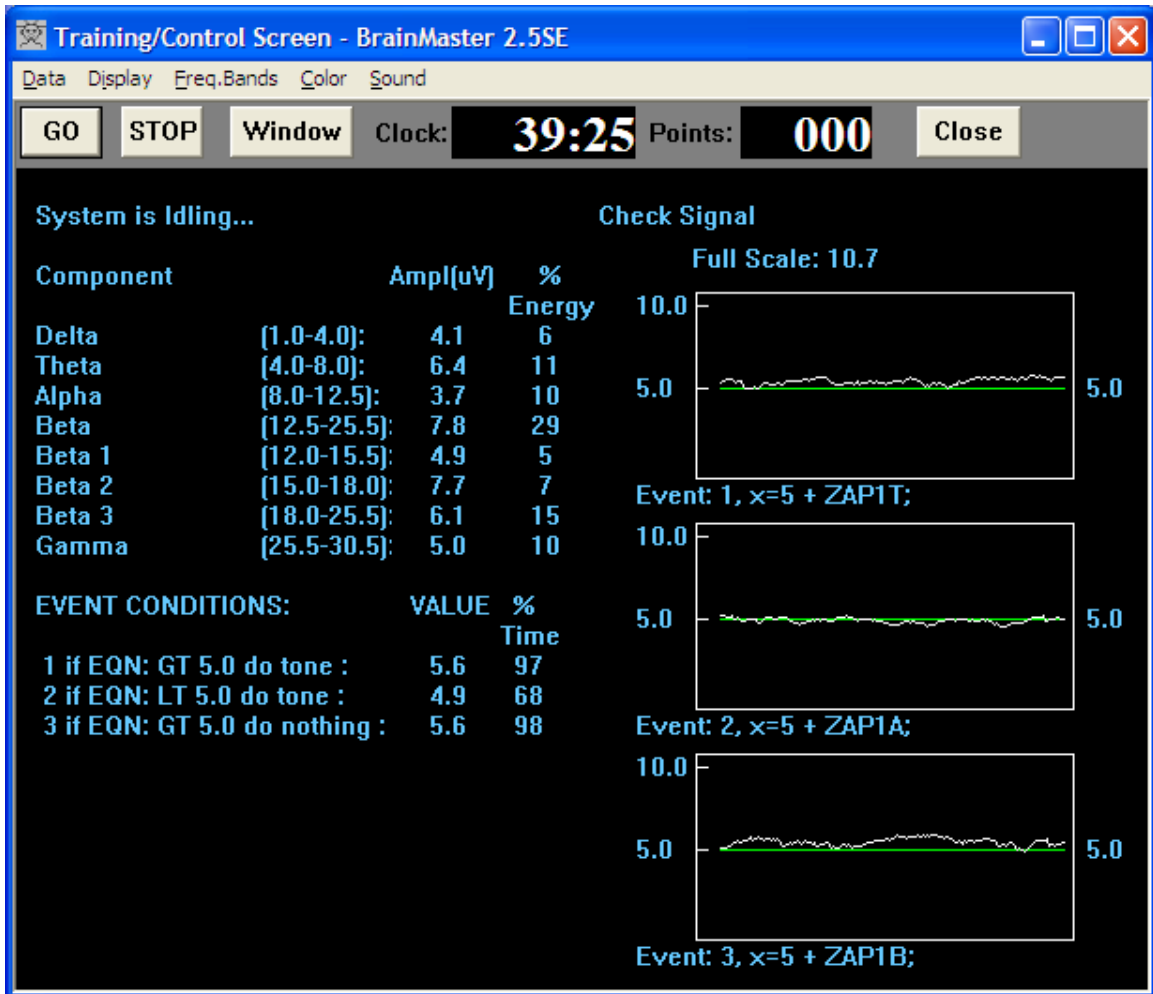 Training/Control Screen - BrainMaster 2.5SE
Data Display Freq.Bands Color Sound
GO STOP Window Clock: 39:25 Points: 000 Close
System is Idling...
Component Ampl(uV) %
Energy
Delta (1.0-4.0): 4.1 6
Theta (4.0-8.0): 6.4 11
Alpha (8.0-12.5): 3.7 10
Beta (12.5-25.5): 7.8 29
Beta 1 (12.0-15.5): 4.9 5
Beta 2 (15.0-18.0): 7.7 7
Beta 3 (18.0-25.5): 6.1 15
Gamma (25.5-30.5): 5.0 10
EVENT CONDITIONS: VALUE %
Time
1 if EQN: GT 5.0 do tone : 5.6 97
2 if EQN: LT 5.0 do tone : 4.9 68
3 if EQN: GT 5.0 do nothing : 5.6 98
Check Signal
Full Scale: 10.7
10.0
5.0 5.0
Event: 1, x=5 + ZAP1T;
10.0
5.0 5.0
Event: 2, x=5 + ZAP1A;
10.0
5.0 5.0
Event: 3, x=5 + ZAP1B;